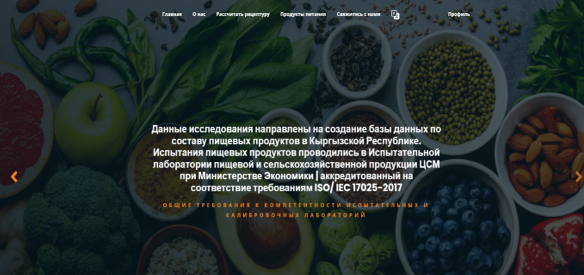 Главная О нас Рассчитать рецептуру Продукты питания Свяжитесь с нами Профиль
Данные исследования направлены на создание базы данных по
составу пищевых продуктов в Кыргызской Республике.
Испытания пищевых продуктов проводились в Испытательной
лаборатории пищевой и сельскохозяйственной продукции ЦСМ
при Министерстве Экономики | аккредитованный на
соответствие требованиям ISO/ IEC 17025-2017
ОБЩИЕ ТРЕБОВАНИЯ К КОМПЕТЕНТНОСТИ ИСПЫТАТЕЛЬНЫХ И
КАЛИБРОВОЧНЫХ ЛАБОРАТОРИЙ